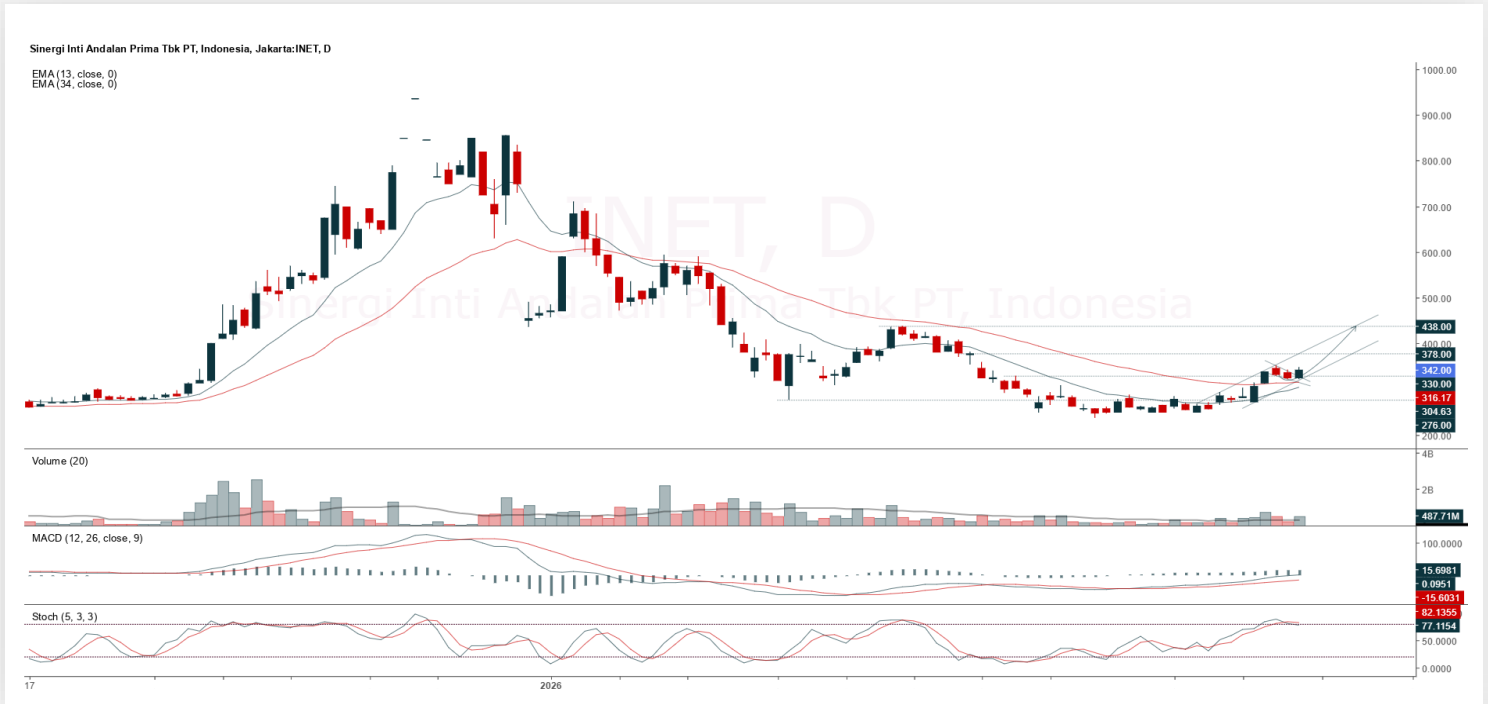 Sinergi Inti Andalan Prima Tbk PT, Indonesia, Jakarta:INET, D
EMA (13, close, 0)
EMA (34, close, 0)
INET, D
Sinergi Inti Andalan Prima Tbk PT, Indonesia
1000.00
900.00
800.00
700.00
600.00
500.00
438.00
400.00
378.00
342.00
330.00
316.17
304.63
276.00
200.00
Volume (20)
4B
2B
487.71M
MACD (12, 26, close, 9)
100.0000
15.6981
0.0951
-15.6031
Stoch (5, 3, 3)
82.1355
77.1154
50.0000
0.0000
17
2026